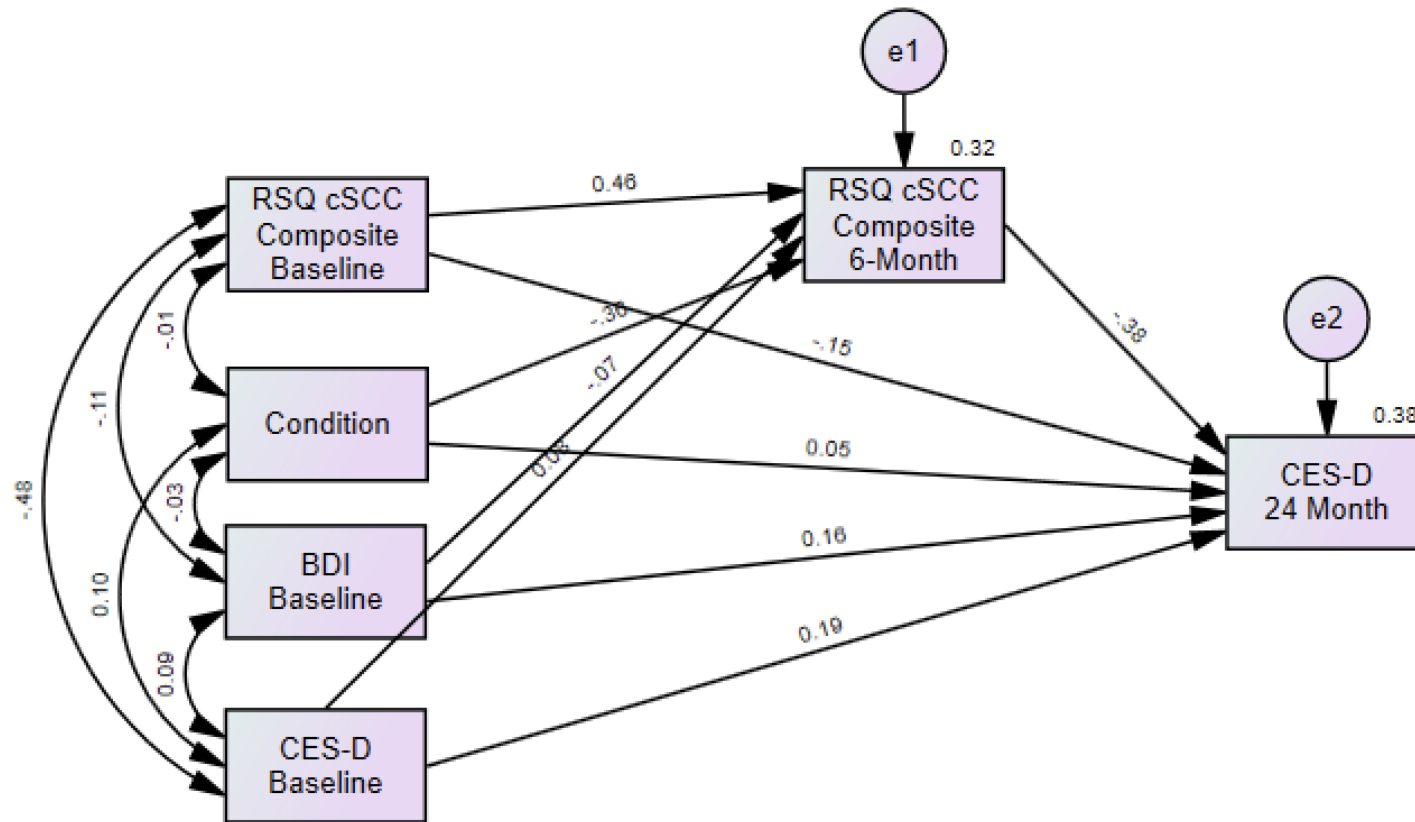 e1
0.32
RSQ cSCC
Composite
6-Month
0.46
RSQ cSCC
Composite
Baseline
-.01
-.36
-.38
e2
-.15
-.07
0.38
-.11
Condition
0.05
CES-D
24 Month
-.48
-.03
0.16
BDI
Baseline
0.10
0.09
0.19
CES-D
Baseline